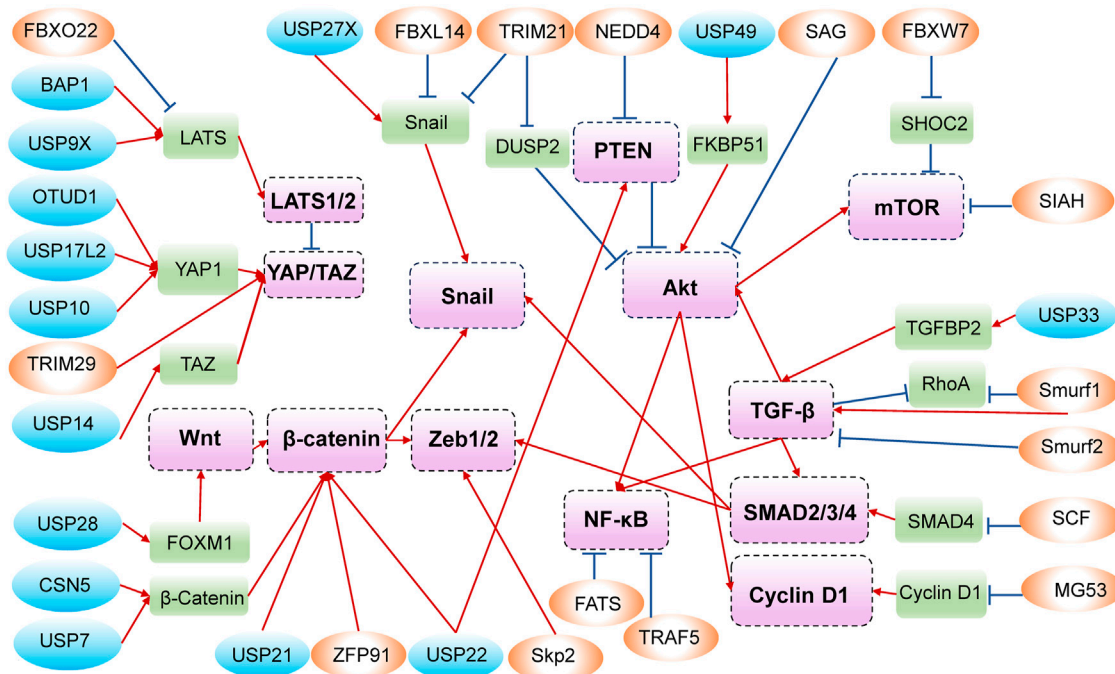 FBXO22
USP27X
FBXL14
TRIM21
NEDD4
USP49
SAG
FBXW7
BAP1
USP9X
LATS
Snail
DUSP2
PTEN
FKBP51
SHOC2
OTUD1
LATS1/2
mTOR
SIAH
USP17L2
YAP1
YAP/TAZ
Snail
Akt
USP10
TRIM29
TAZ
TGFBP2
USP33
RhoA
Smurf1
USP14
Wnt
β-catenin
Zeb1/2
TGF-β
Smurf2
USP28
FOXM1
NF-κB
SMAD2/3/4
SMAD4
SCF
CSN5
β-Catenin
FATS
Cyclin D1
Cyclin D1
MG53
USP7
USP21
ZFP91
USP22
Skp2
TRAF5